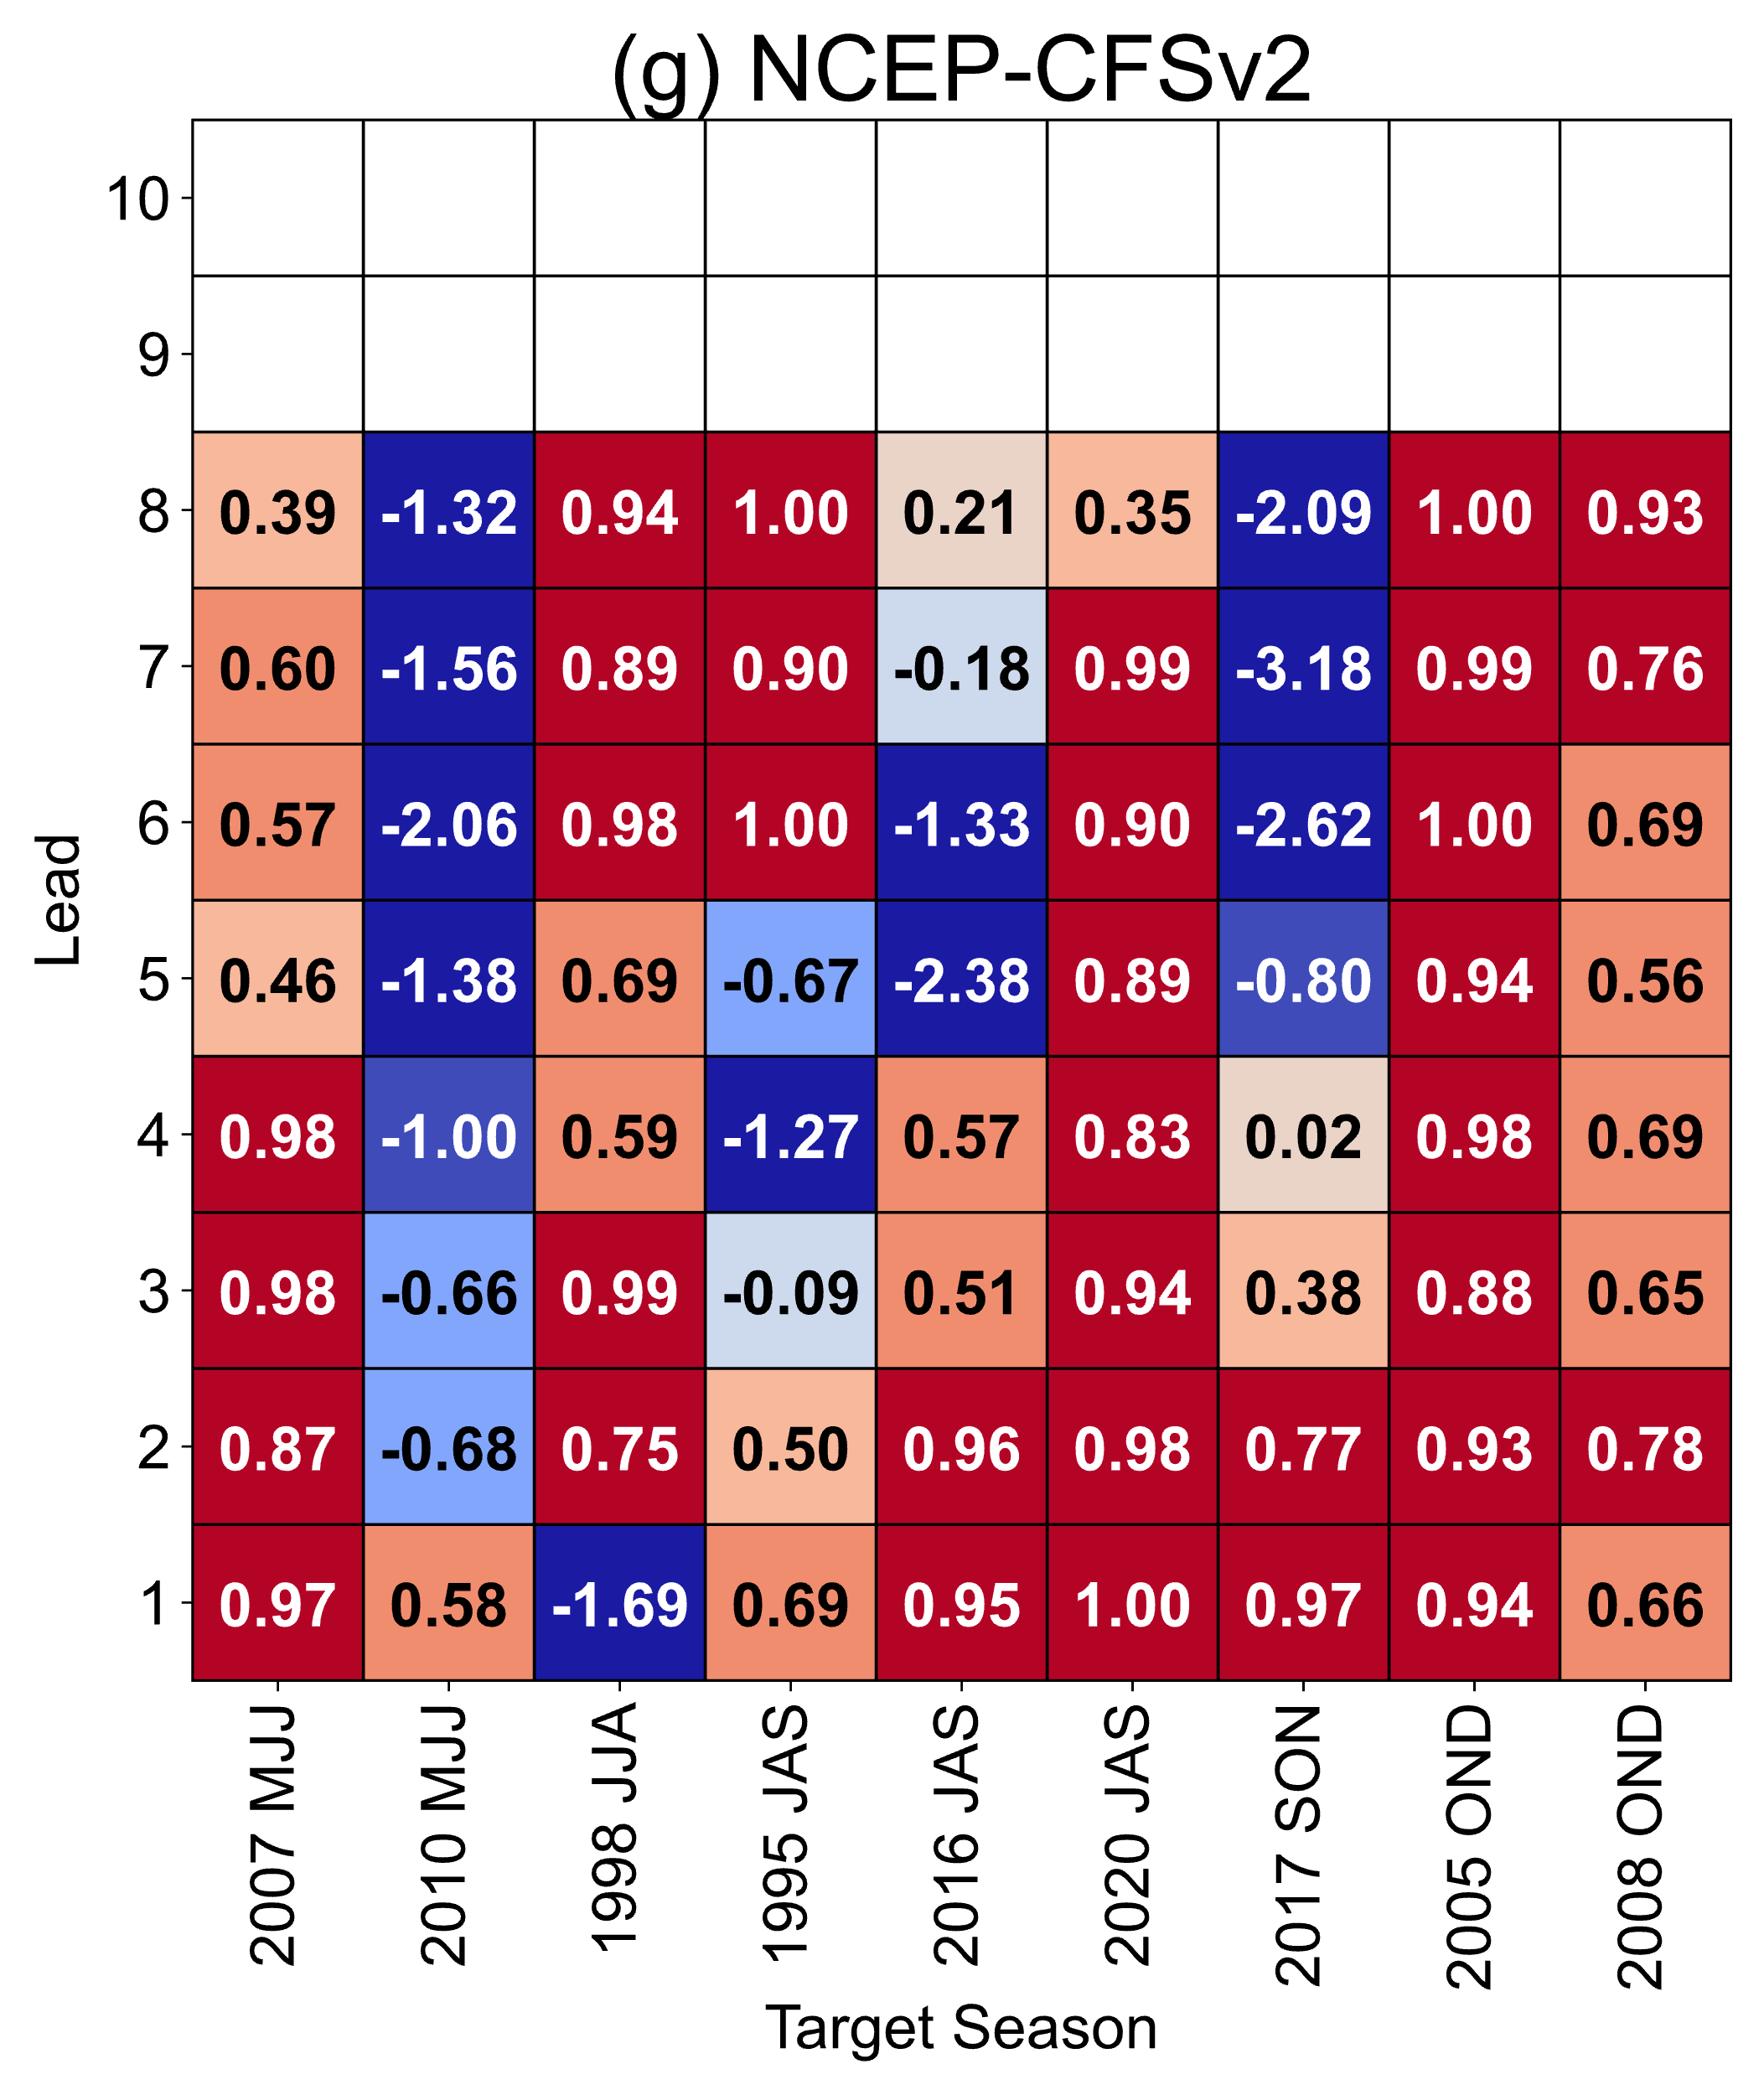 (g) NCEP-CFSv2
10
9
8 0.39 -1.32 0.94 1.00 0.21 0.35 -2.09 1.00 0.93
7 0.60 -1.56 0.89 0.90 -0.18 0.99 -3.18 0.99 0.76
6 0.57 -2.06 0.98 1.00 -1.33 0.90 -2.62 1.00 0.69
5 0.46 -1.38 0.69 -0.67 -2.38 0.89 -0.80 0.94 0.56
4 0.98 -1.00 0.59 -1.27 0.57 0.83 0.02 0.98 0.69
3 0.98 -0.66 0.99 -0.09 0.51 0.94 0.38 0.88 0.65
2 0.87 -0.68 0.75 0.50 0.96 0.98 0.77 0.93 0.78
1 0.97 0.58 -1.69 0.69 0.95 1.00 0.97 0.94 0.66
Lead
2007 MJJ
2010 MJJ
1998 JJA
1995 JAS
2016 JAS
2020 JAS
2017 SON
2005 OND
2008 OND
Target Season